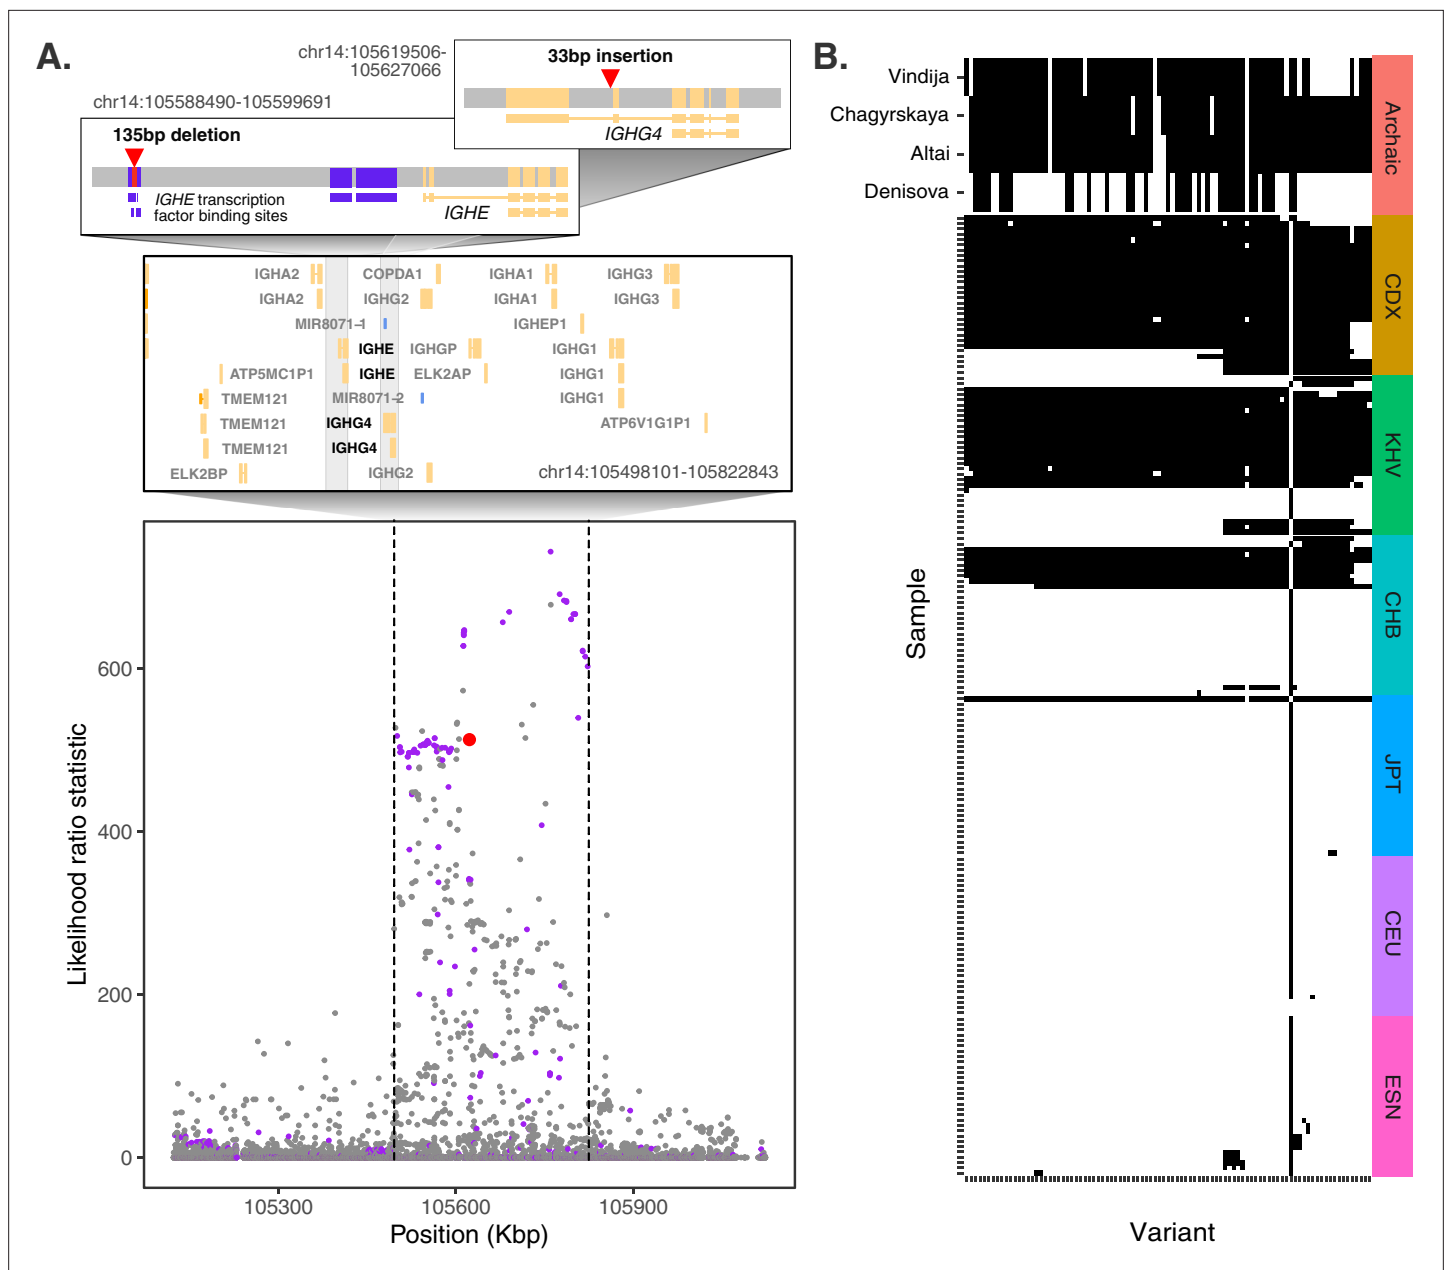 A.
chr14:105619506-
105627066
33bp insertion
IGHG4
chr14:105588490-105599691
135bp deletion
IGHE transcription
factor binding sites
IGHE
IGHA2 COPDA1 IGHA1 IGHG3
IGHA2 IGHG2 IGHA1 IGHG3
MIR8071-1 IGHEP1
IGHE IGHGP IGHG1
ATP5MC1P1 IGHE ELK2AP IGHG1
TMEM121 MIR8071-2 IGHG1
TMEM121 IGHG4 ATP6V1G1P1
TMEM121 IGHG4
ELK2BP IGHG2 chr14:105498101-105822843
Likelihood ratio statistic
600
400
200
0
105300 105600 105900
Position (Kbp)
B.
Vindija
Chagyrskaya
Altai
Denisova
Sample
Archaic
CDX
KHV
CHB
JPT
CEU
ESN
Variant